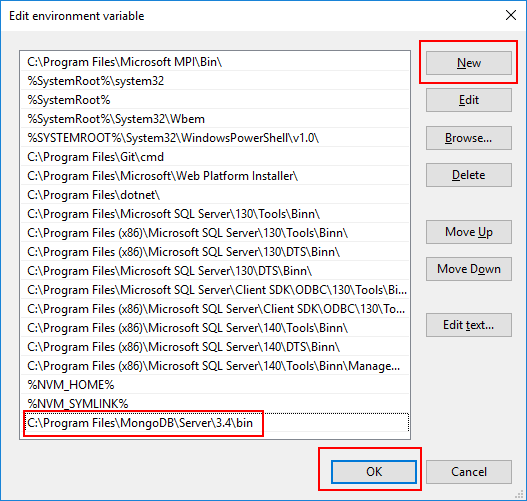 Edit environment variable
C:\Program Files\Microsoft MPI\Bin\
%SystemRoot%\system32
%SystemRoot%
%SystemRoot%\System32\Wbem
%SYSTEMROOT%\System32\WindowsPowerShell\v1.0\
C:\Program Files\Git\cmd
C:\Program Files\Microsoft\Web Platform Installer\
C:\Program Files\dotnet\
C:\Program Files\Microsoft SQL Server\130\Tools\Binn\
C:\Program Files (x86)\Microsoft SQL Server\130\Tools\Binn\
C:\Program Files (x86)\Microsoft SQL Server\130\DTS\Binn\
C:\Program Files\Microsoft SQL Server\130\DTS\Binn\
C:\Program Files\Microsoft SQL Server\Client SDK\ODBC\130\Tools\Bi...
C:\Program Files (x86)\Microsoft SQL Server\Client SDK\ODBC\130\To...
C:\Program Files (x86)\Microsoft SQL Server\140\Tools\Binn\
C:\Program Files (x86)\Microsoft SQL Server\140\DTS\Binn\
C:\Program Files (x86)\Microsoft SQL Server\140\Tools\Binn\Manage...
%NVM_HOME%
%NVM_SYMLINK%
C:\Program Files\MongoDB\Server\3.4\bin
New
Edit
Browse...
Delete
Move Up
Move Down
Edit text...
OK
Cancel